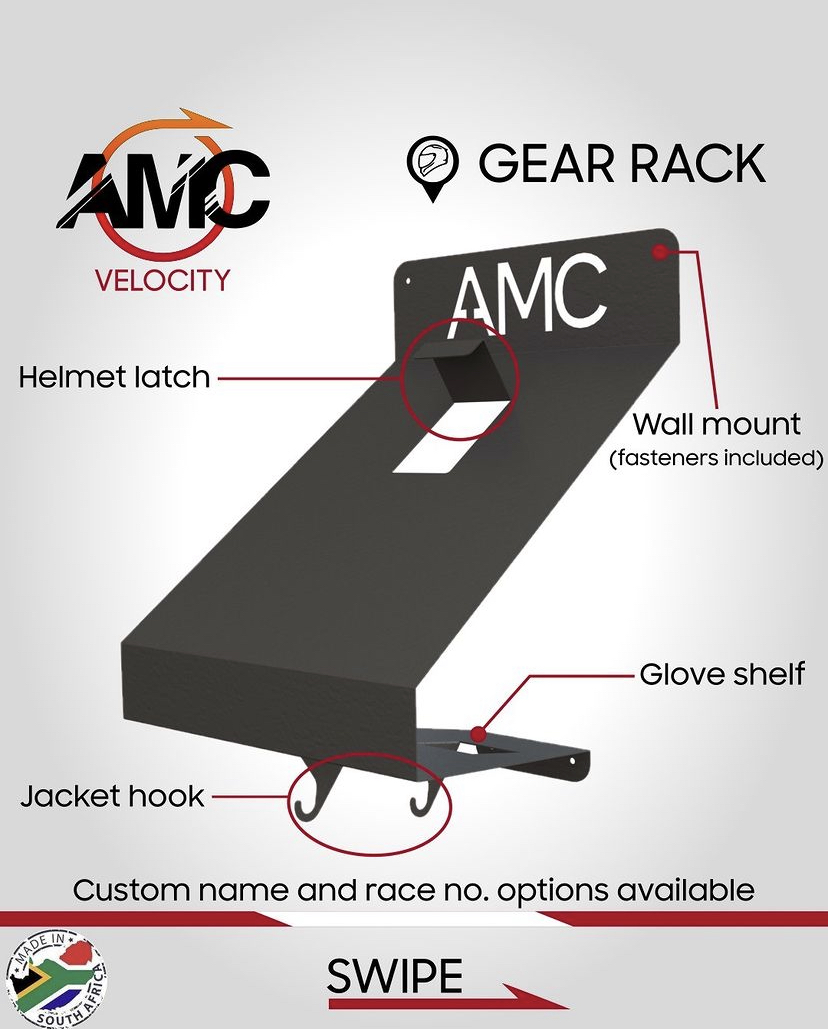 AMC
VELOCITY
GEAR RACK
AMC
Helmet latch
Wall mount
(fasteners included)
Glove shelf
Jacket hook
Custom name and race no. options available
MADE IN
SOUTH AFRICA
SWIPE